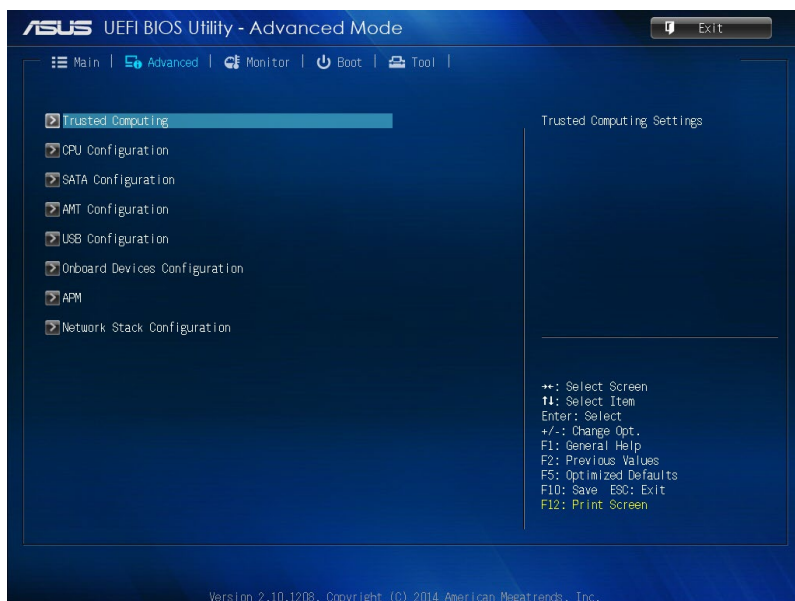 ASUS UEFI BIOS Utility - Advanced Mode
Exit
Main | Advanced | Monitor | Boot | Tool |
Trusted Computing
CPU Configuration
SATA Configuration
AMT Configuration
USB Configuration
Onboard Devices Configuration
APM
Network Stack Configuration
Trusted Computing Settings
→←: Select Screen
↑↓: Select Item
Enter: Select
+/-: Change Opt.
F1: General Help
F2: Previous Values
F5: Optimized Defaults
F10: Save ESC: Exit
F12: Print Screen
Version 2.10.1208. Copyright (C) 2014 American Megatrends, Inc.